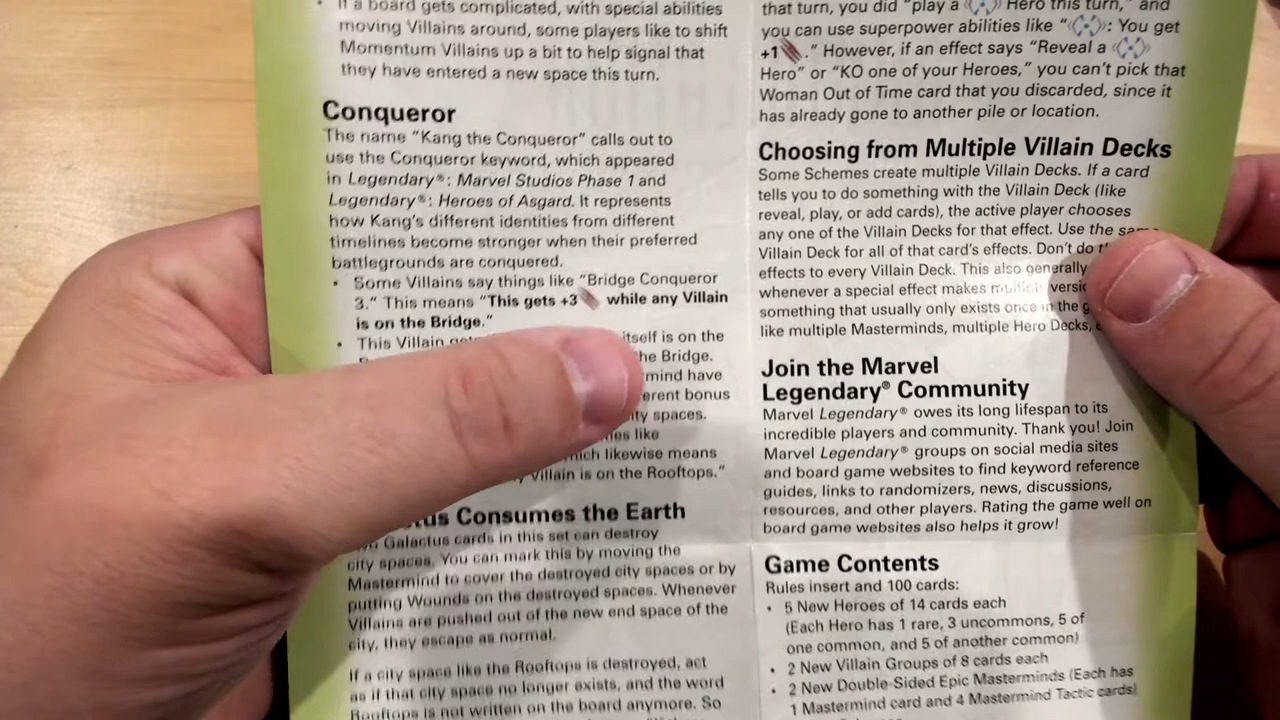 If a board gets complicated, with special abilities
moving Villains around, some players like to shift
Momentum Villains up a bit to help signal that
they have entered a new space this turn.
Conqueror
The name “Kang the Conqueror” calls out to
use the Conqueror keyword, which appeared
in Legendary®: Marvel Studios Phase 1 and
Legendary®: Heroes of Asgard. It represents
how Kang's different identities from different
timelines become stronger when their preferred
battlegrounds are conquered.
• Some Villains say things like “Bridge Conqueror
3.” This means “This gets +3 while any Villain
is on the Bridge.”
• This Villain itself is on the
Bridge.
mind have
bonus
spaces.
like
likewise means
Villain is on the Rooftops.”
Consumes the Earth
Galactus cards in this set can destroy
city spaces. You can mark this by moving the
Mastermind to cover the destroyed city spaces or by
putting Wounds on the destroyed spaces. Whenever
Villains are pushed out of the new end space of the
city, they escape as normal.
If a city space like the Rooftops is destroyed, act
as if that city space no longer exists, and the word
Rooftops is not written on the board anymore. So
that turn, you did “play a Hero this turn,” and
you can use superpower abilities like “: You get
+1.” However, if an effect says “Reveal a
Hero” or “KO one of your Heroes,” you can't pick that
Woman Out of Time card that you discarded, since it
has already gone to another pile or location.
Choosing from Multiple Villain Decks
Some Schemes create multiple Villain Decks. If a card
tells you to do something with the Villain Deck (like
reveal, play, or add cards), the active player chooses
any one of the Villain Decks for that effect. Use the same
Villain Deck for all of that card's effects. Don't do
effects to every Villain Deck. This also generally
whenever a special effect makes multiple
something that usually only exists once in the
like multiple Masterminds, multiple Hero Decks,
Join the Marvel
Legendary® Community
Marvel Legendary® owes its long lifespan to its
incredible players and community. Thank you! Join
Marvel Legendary® groups on social media sites
and board game websites to find keyword reference
guides, links to randomizers, news, discussions,
resources, and other players. Rating the game well on
board game websites also helps it grow!
Game Contents
Rules insert and 100 cards:
• 5 New Heroes of 14 cards each
(Each Hero has 1 rare, 3 uncommons, 5 of
one common, and 5 of another common)
• 2 New Villain Groups of 8 cards each
• 2 New Double-Sided Epic Masterminds (Each has
1 Mastermind card and 4 Mastermind Tactic cards)